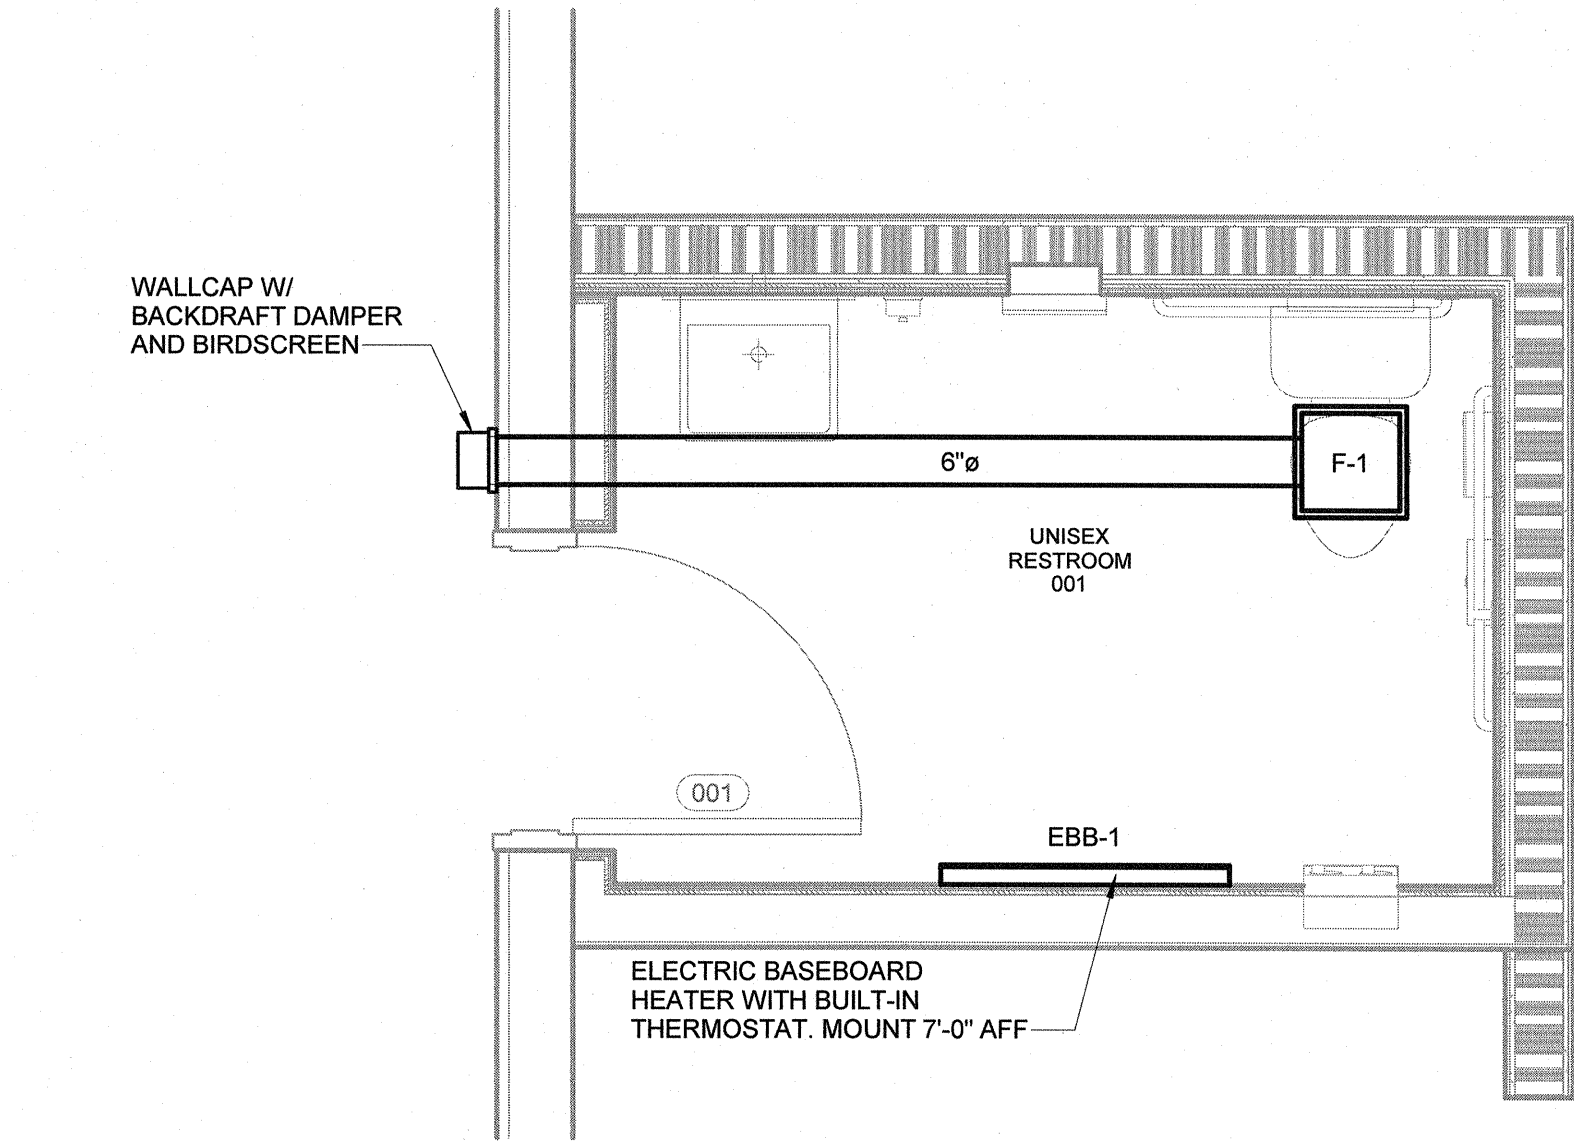 WALLCAP W/
BACKDRAFT DAMPER
AND BIRDSCREEN
6"ø
F-1
UNISEX
RESTROOM
001
001
EBB-1
ELECTRIC BASEBOARD
HEATER WITH BUILT-IN
THERMOSTAT. MOUNT 7'-0" AFF